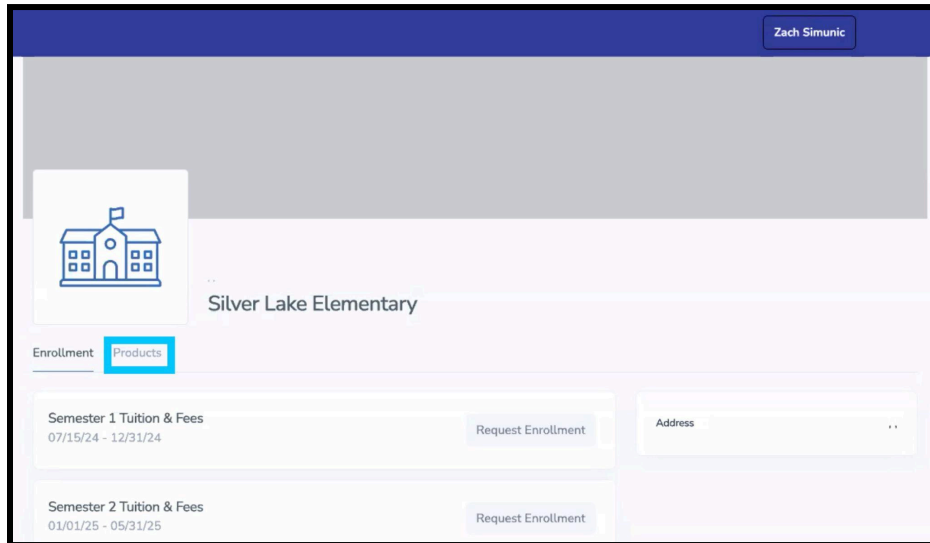 Zach Simunic
Silver Lake Elementary
Enrollment
Products
Semester 1 Tuition & Fees
07/15/24 - 12/31/24
Request Enrollment
Address
, ,
Semester 2 Tuition & Fees
01/01/25 - 05/31/25
Request Enrollment